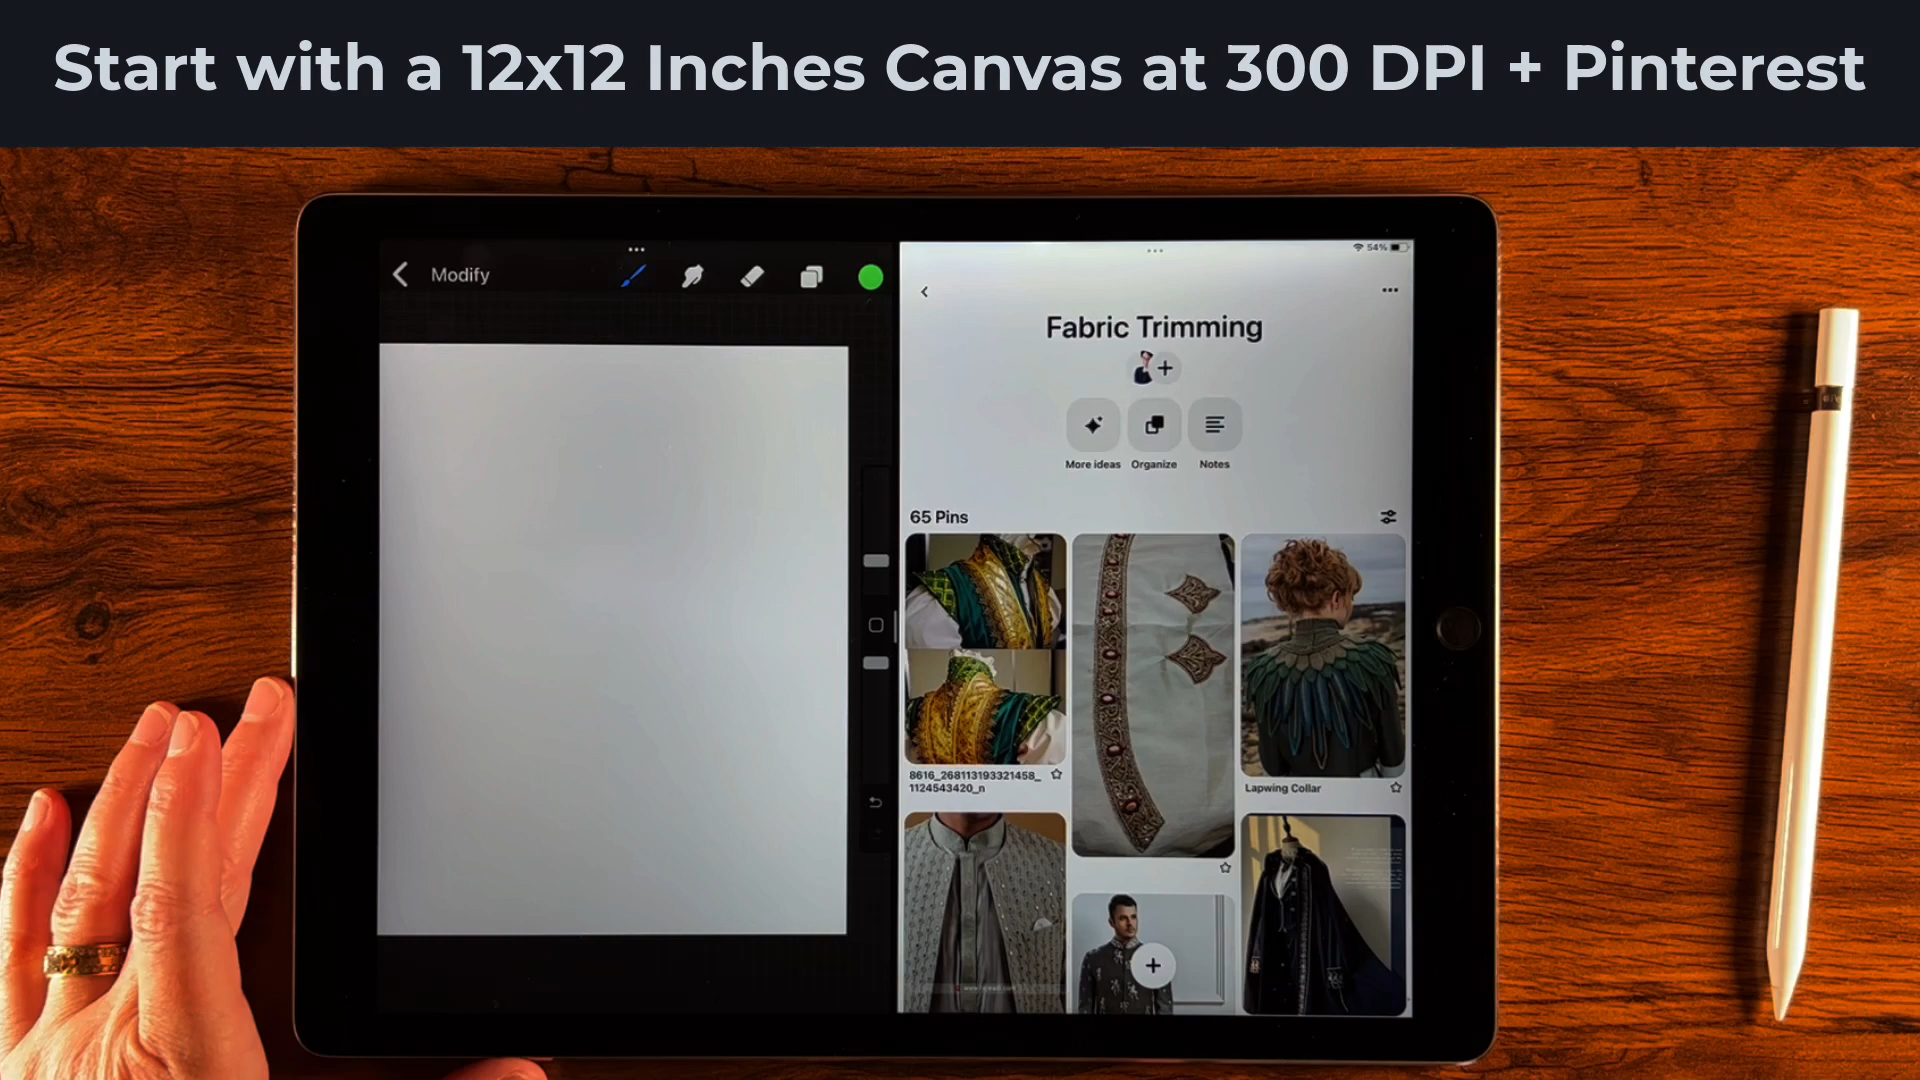 Start with a 12x12 Inches Canvas at 300 DPI + Pinterest
54%
Modify
Fabric Trimming
More ideas
Organize
Notes
65 Pins
8616_268113193321458_
1124543420_n
Lapwing Collar